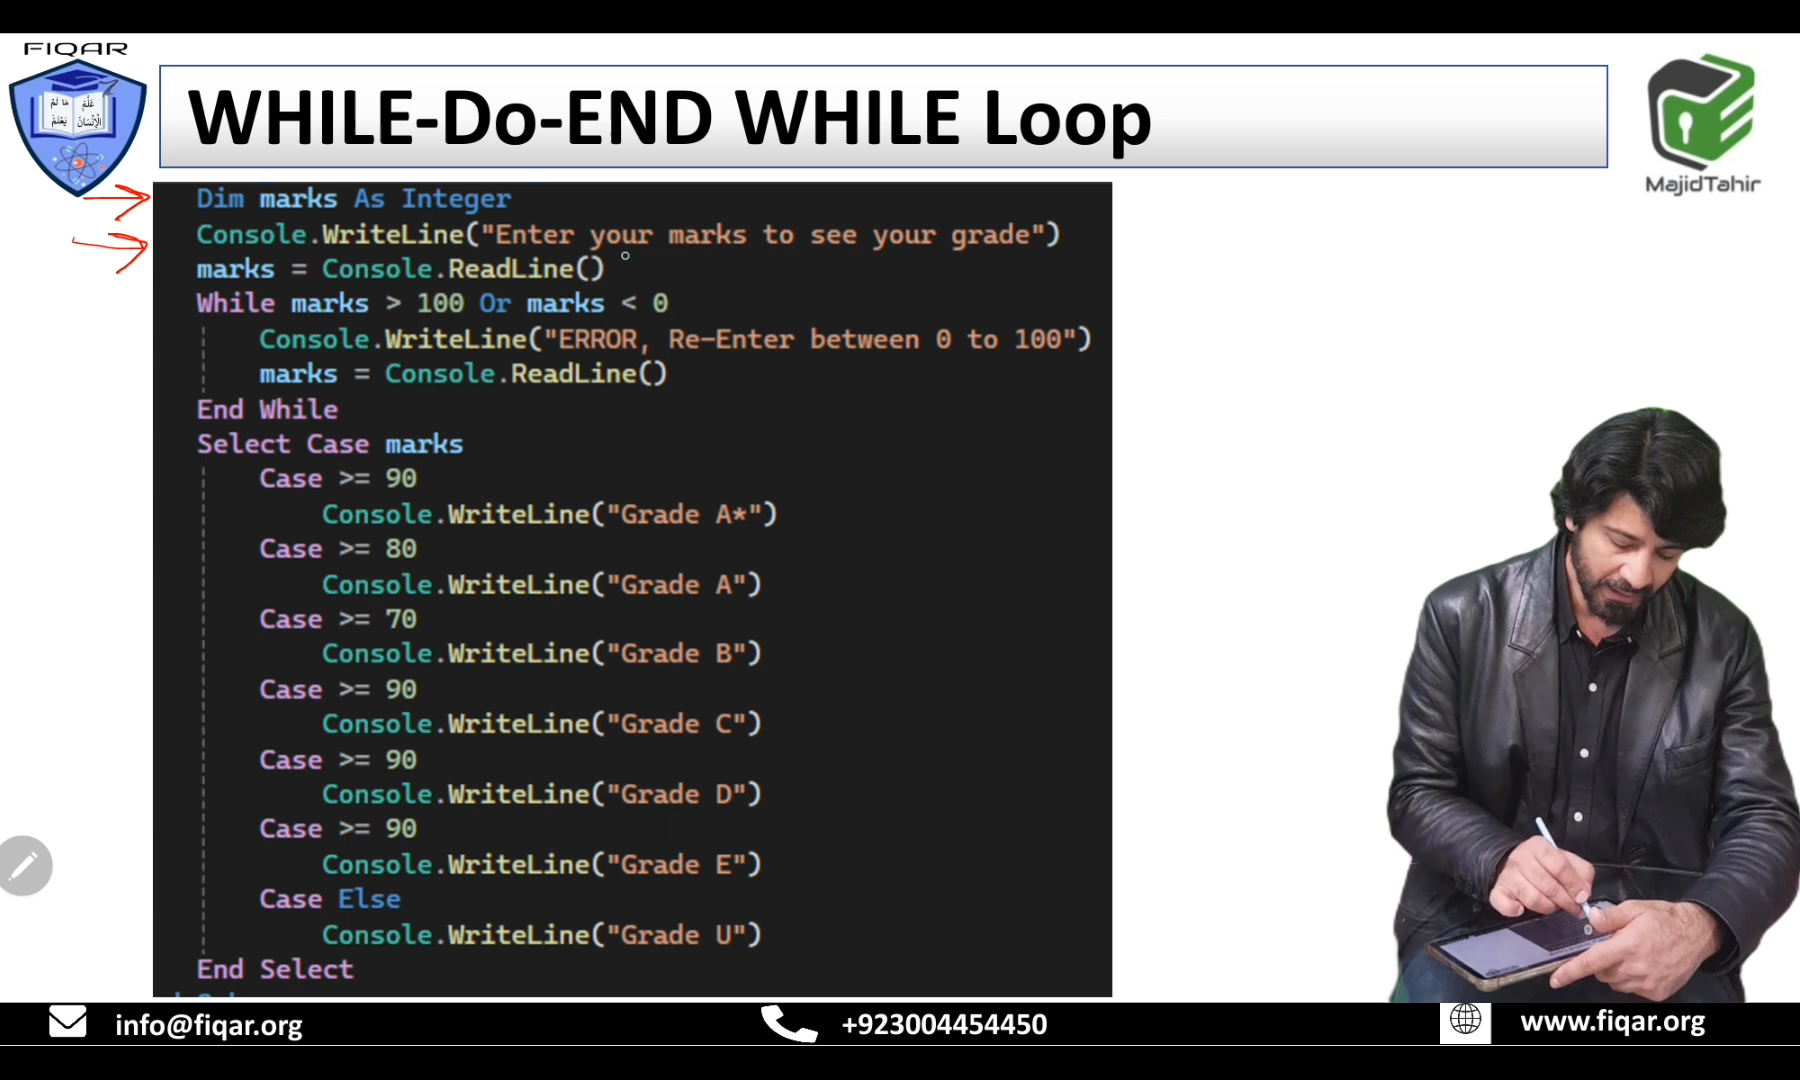 FIQAR
عَلَّمَ
مَا لَمْ
الْاِنْسَانَ
يَعْلَمْ
WHILE-Do-END WHILE Loop
MajidTahir
Dim marks As Integer
Console.WriteLine("Enter your marks to see your grade")
marks = Console.ReadLine()
While marks > 100 Or marks < 0
Console.WriteLine("ERROR, Re-Enter between 0 to 100")
marks = Console.ReadLine()
End While
Select Case marks
Case >= 90
Console.WriteLine("Grade A*")
Case >= 80
Console.WriteLine("Grade A")
Case >= 70
Console.WriteLine("Grade B")
Case >= 90
Console.WriteLine("Grade C")
Case >= 90
Console.WriteLine("Grade D")
Case >= 90
Console.WriteLine("Grade E")
Case Else
Console.WriteLine("Grade U")
End Select
info@fiqar.org
+923004454450
www.fiqar.org